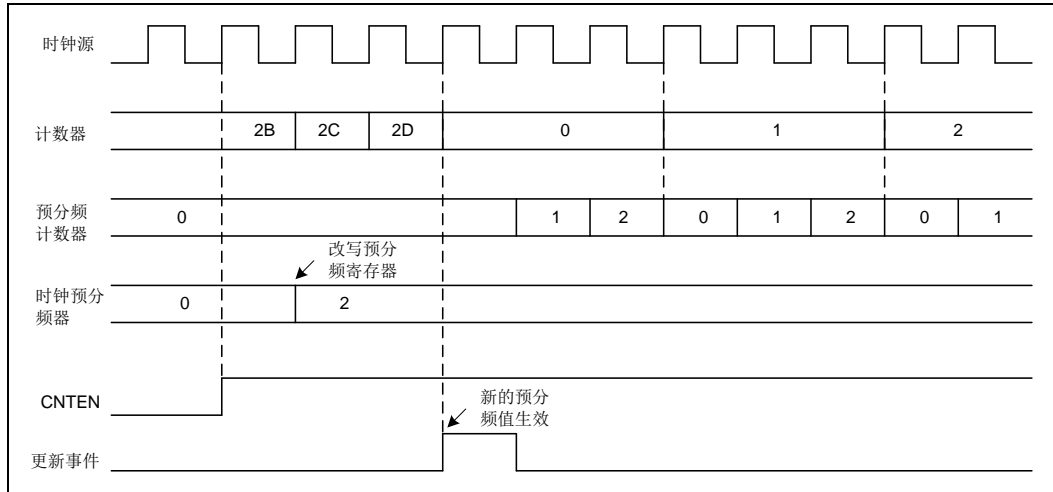 时钟源
计数器
2B 2C 2D 0 1 2
预分频
计数器
0 1 2 0 1 2 0 1
改写预分
频寄存器
时钟预分
频器
0 2
CNTEN
新的预分
频值生效
更新事件